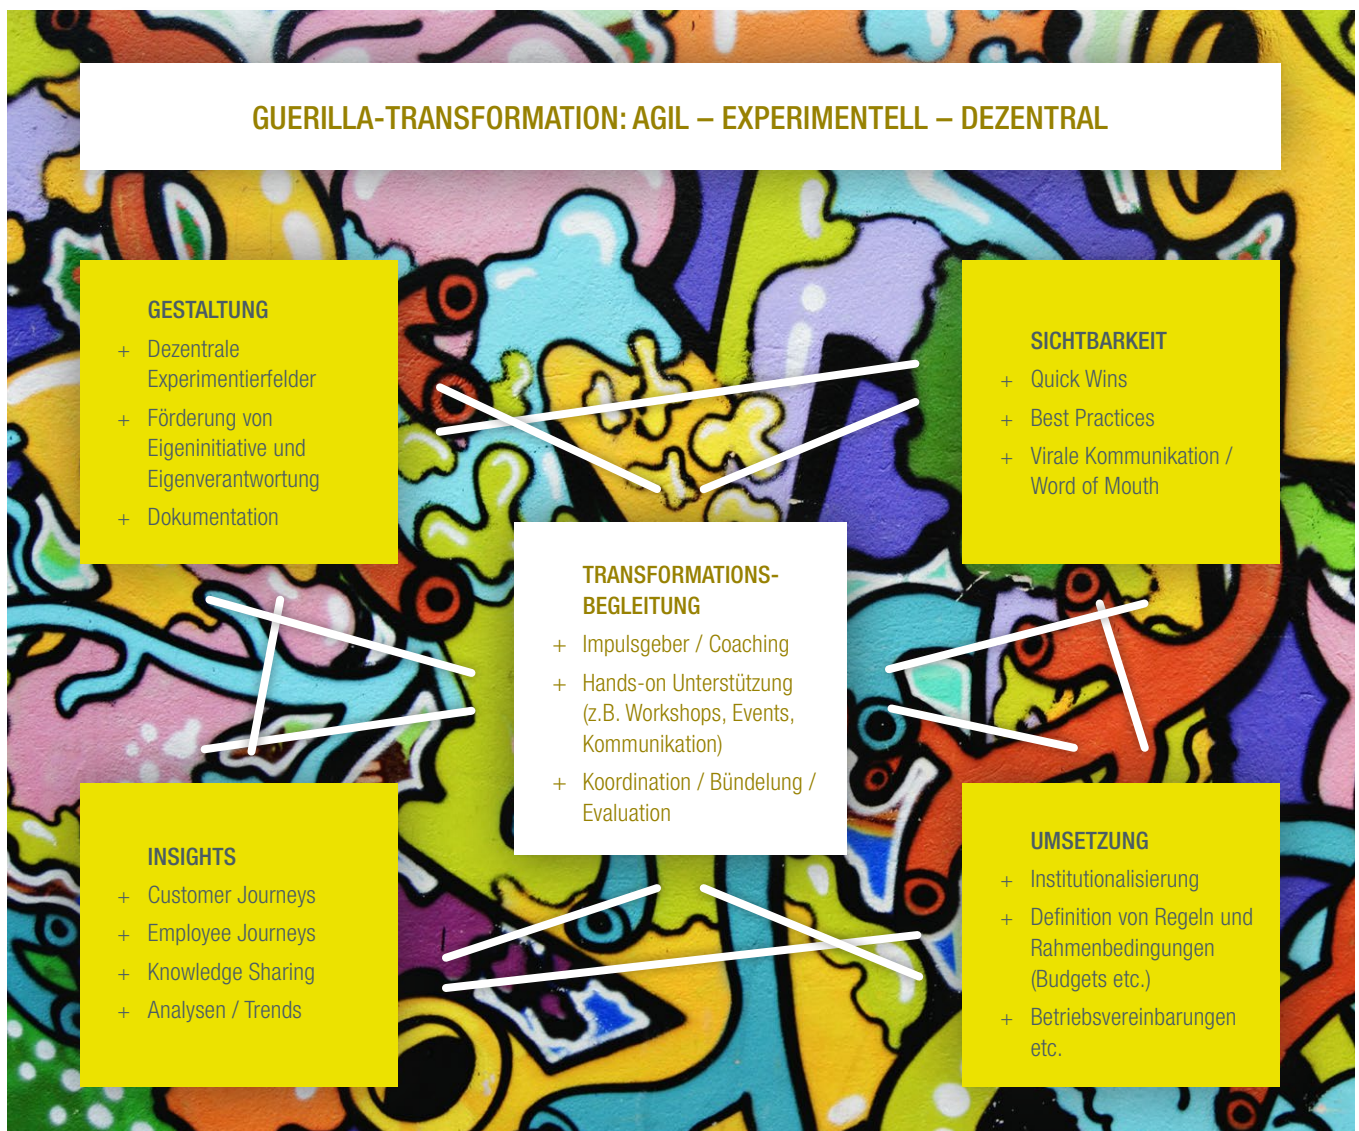 GUERILLA-TRANSFORMATION: AGIL – EXPERIMENTELL – DEZENTRAL
GESTALTUNG
+ Dezentrale
Experimentierfelder
+ Förderung von
Eigeninitiative und
Eigenverantwortung
+ Dokumentation
SICHTBARKEIT
+ Quick Wins
+ Best Practices
+ Virale Kommunikation /
Word of Mouth
TRANSFORMATIONS-
BEGLEITUNG
+ Impulsgeber / Coaching
+ Hands-on Unterstützung
(z.B. Workshops, Events,
Kommunikation)
+ Koordination / Bündelung /
Evaluation
INSIGHTS
+ Customer Journeys
+ Employee Journeys
+ Knowledge Sharing
+ Analysen / Trends
UMSETZUNG
+ Institutionalisierung
+ Definition von Regeln und
Rahmenbedingungen
(Budgets etc.)
+ Betriebsvereinbarungen
etc.